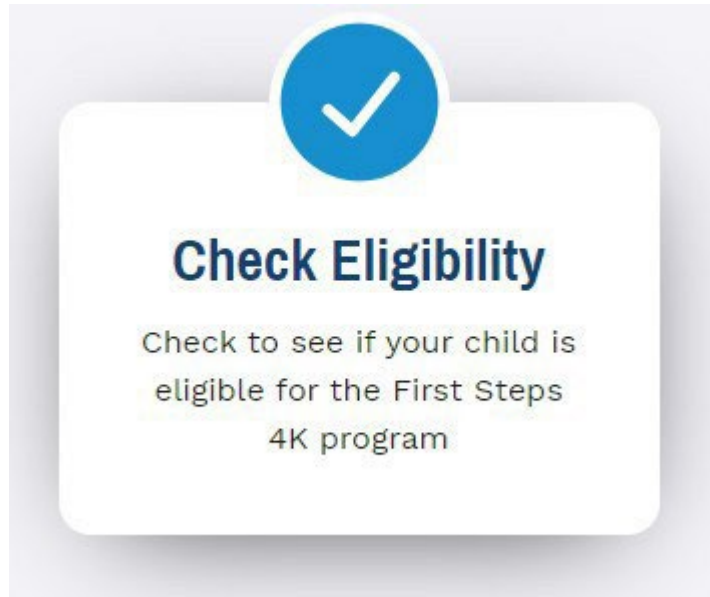 Check Eligibility
Check to see if your child is
eligible for the First Steps
4K program